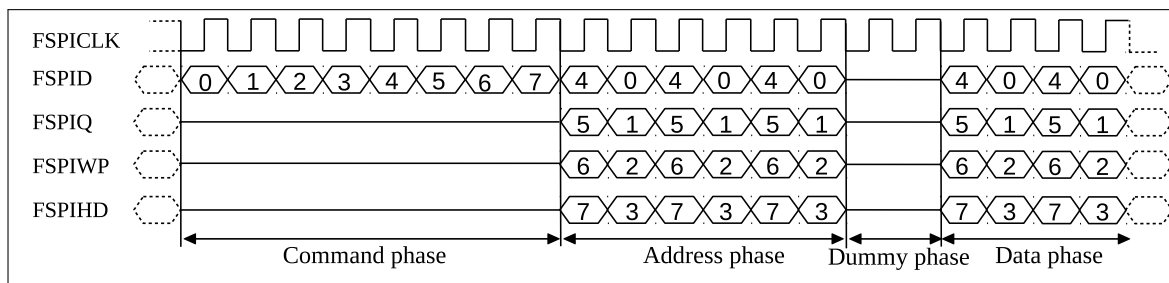 FSPICLK
FSPID 0 1 2 3 4 5 6 7 4 0 4 0 4 0 4 0 4 0
FSPIQ 5 1 5 1 5 1 5 1 5 1
FSPIWP 6 2 6 2 6 2 6 2 6 2
FSPIHD 7 3 7 3 7 3 7 3 7 3
Command phase Address phase Dummy phase Data phase